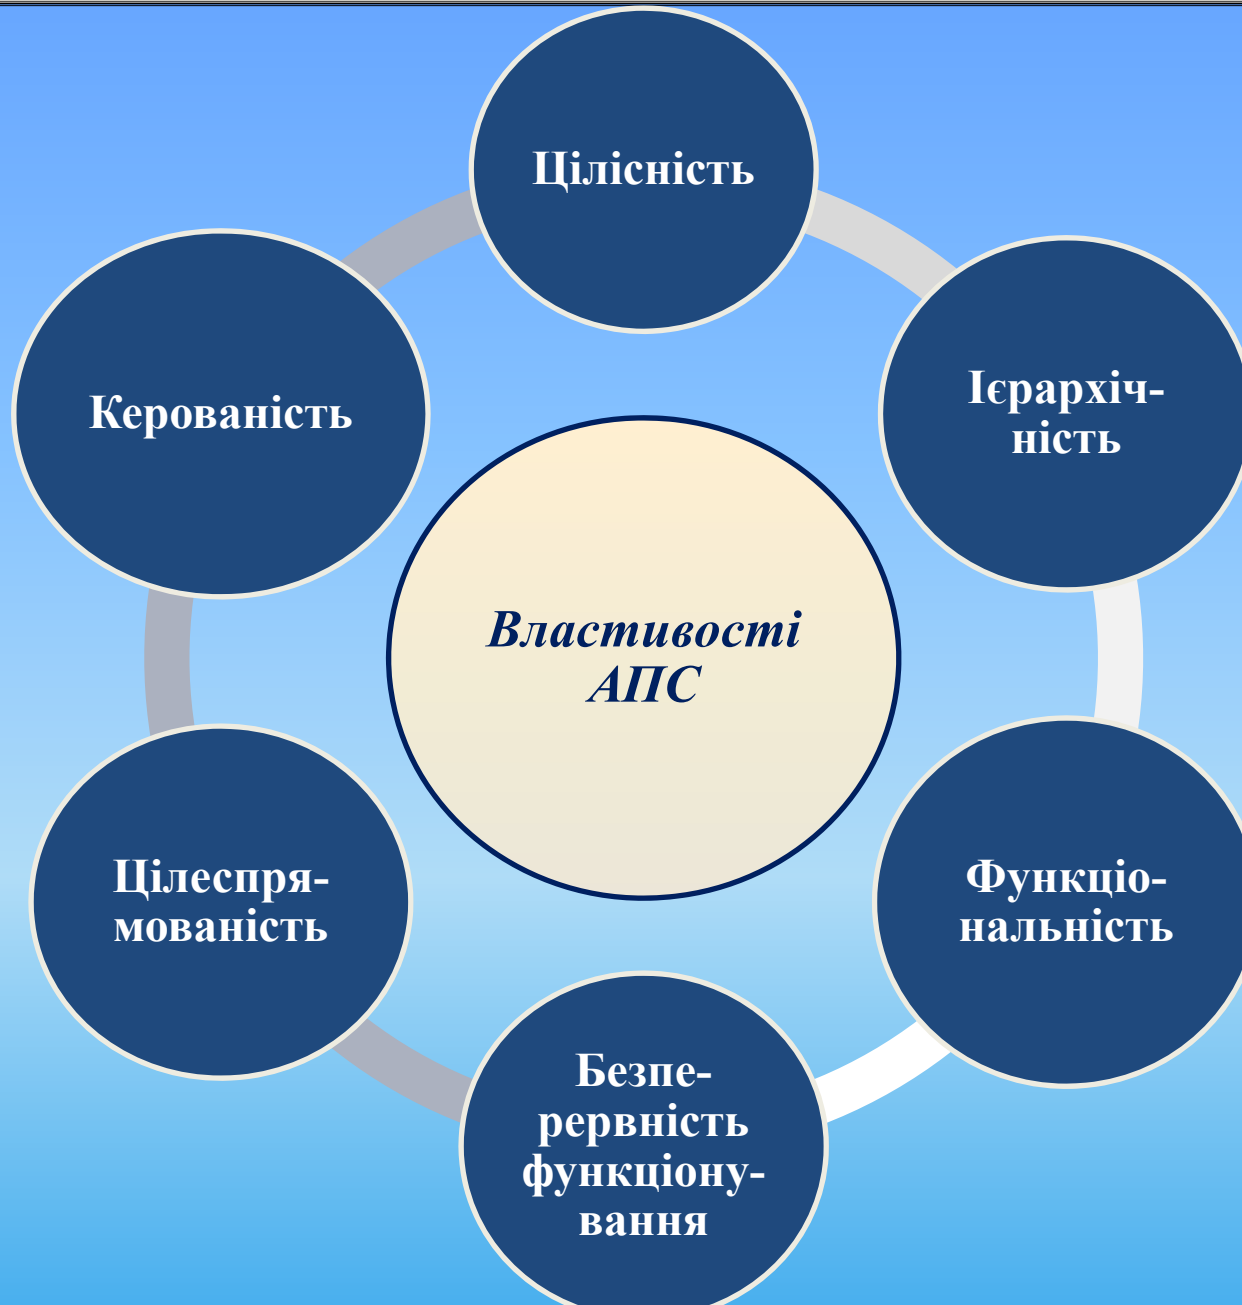 Цілісність
Ієрархіч-
ність
Функціо-
нальність
Безпе-
рервність
функціону-
вання
Цілеспря-
мованість
Керованість
Властивості
АПС